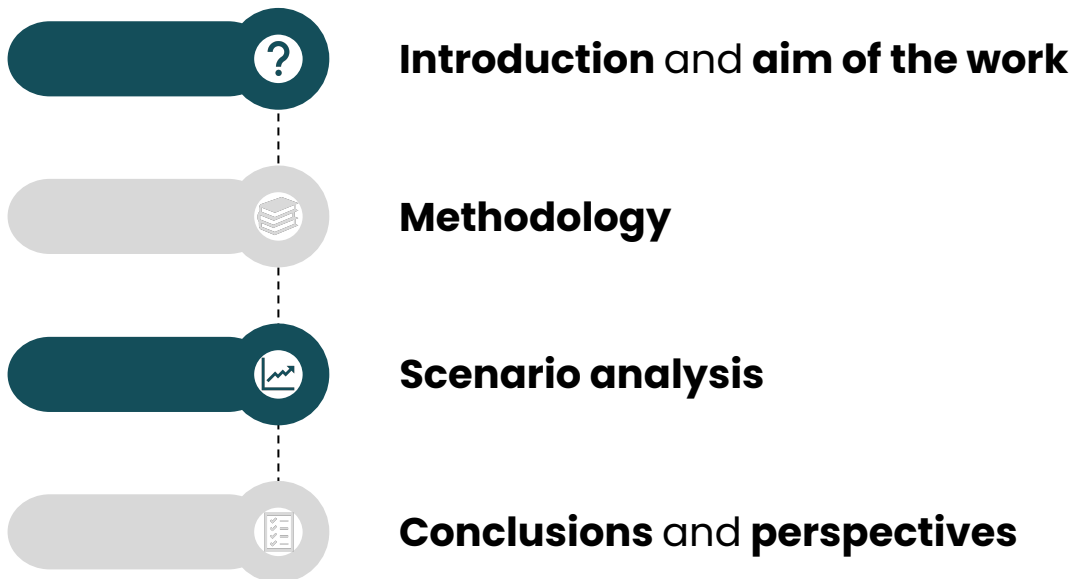 Introduction and aim of the work
Methodology
Scenario analysis
Conclusions and perspectives